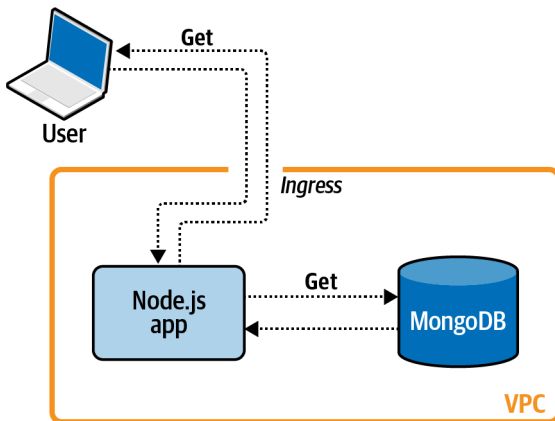 Get
User
Ingress
Get
Node.js
app
MongoDB
VPC